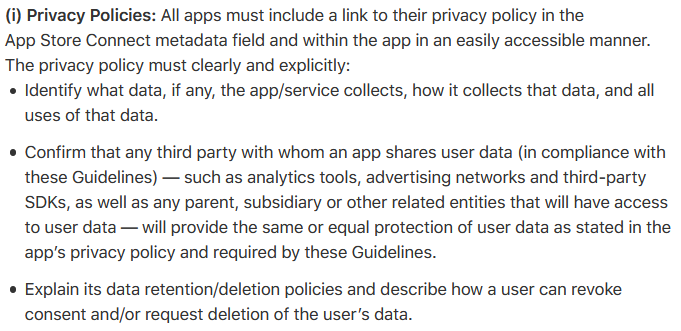 (i) Privacy Policies: All apps must include a link to their privacy policy in the
App Store Connect metadata field and within the app in an easily accessible manner.
The privacy policy must clearly and explicitly:
• Identify what data, if any, the app/service collects, how it collects that data, and all
uses of that data.
• Confirm that any third party with whom an app shares user data (in compliance with
these Guidelines) — such as analytics tools, advertising networks and third-party
SDKs, as well as any parent, subsidiary or other related entities that will have access
to user data — will provide the same or equal protection of user data as stated in the
app’s privacy policy and required by these Guidelines.
• Explain its data retention/deletion policies and describe how a user can revoke
consent and/or request deletion of the user’s data.